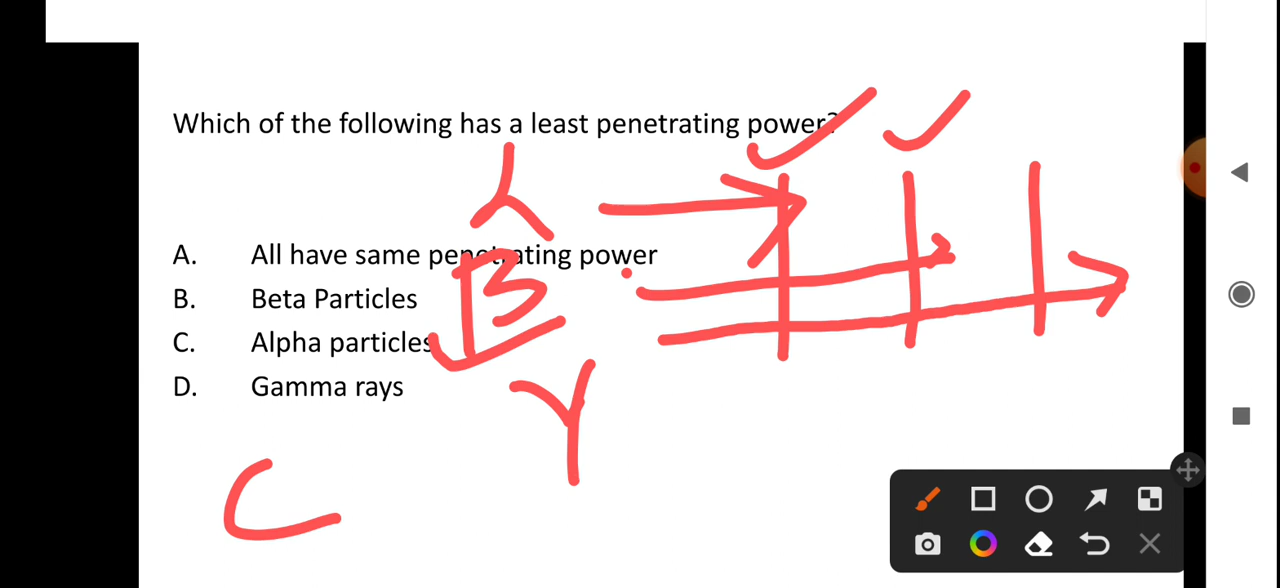 Which of the following has a least penetrating power?
λ
A. All have same penetrating power
B. Beta Particles
B
C. Alpha particles
D. Gamma rays
γ
C